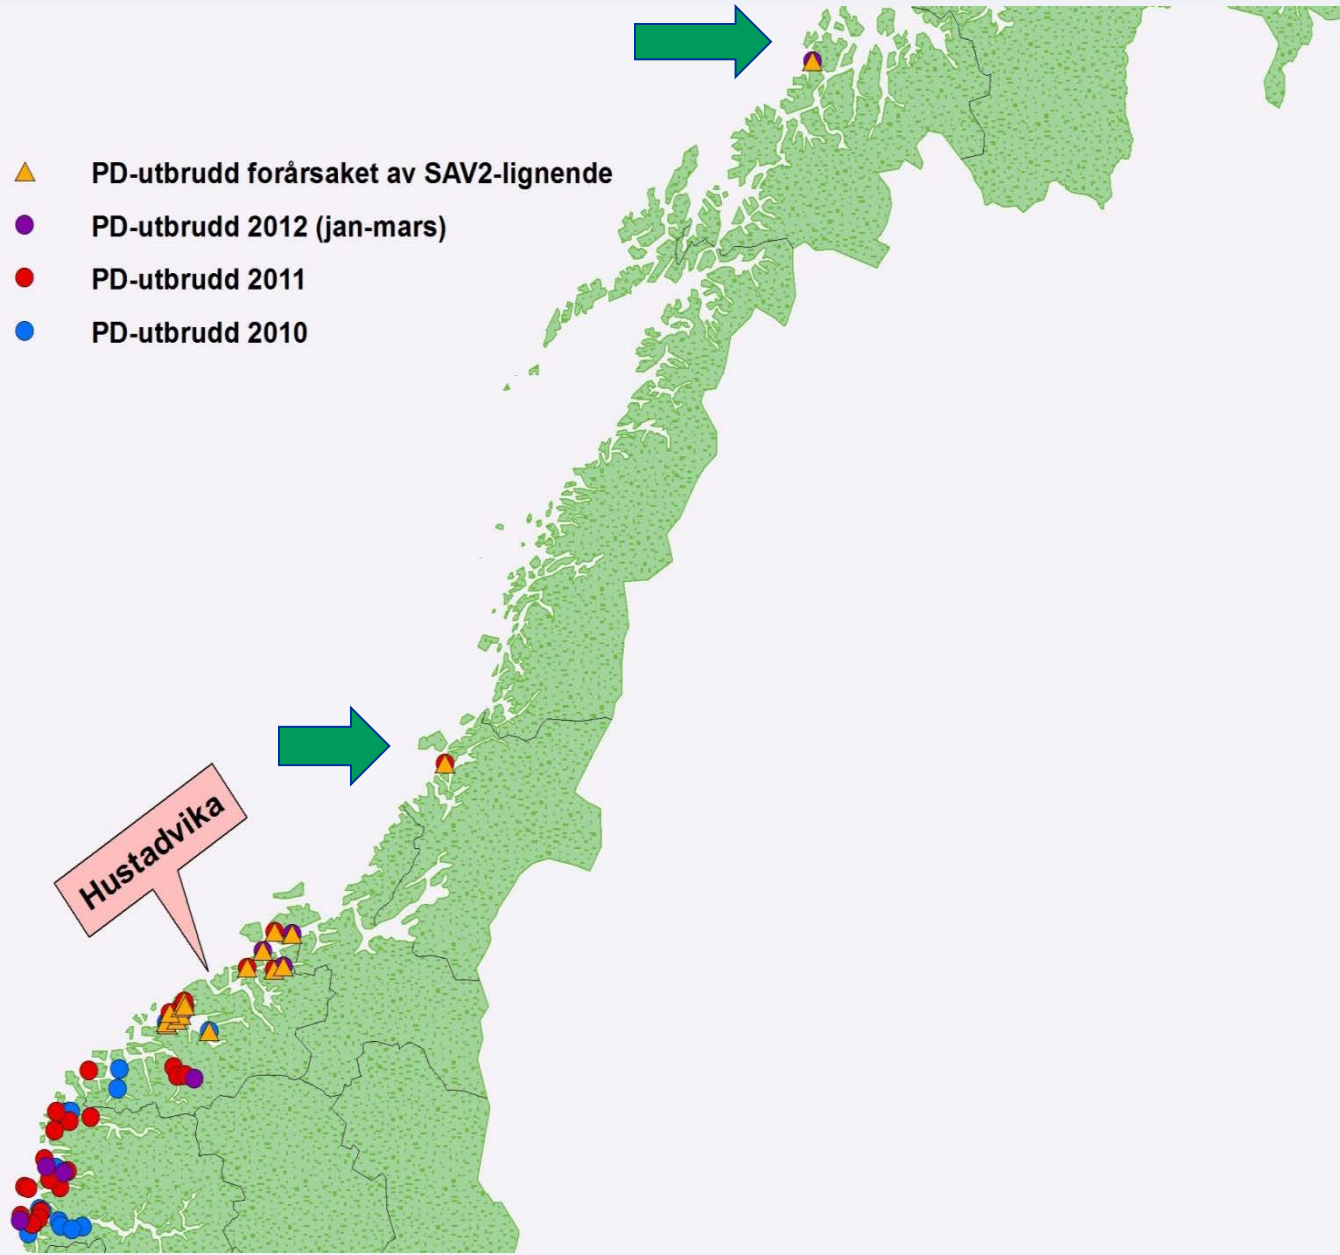 PD-utbrudd forårsaket av SAV2-lignende
PD-utbrudd 2012 (jan-mars)
PD-utbrudd 2011
PD-utbrudd 2010
Hustadvika